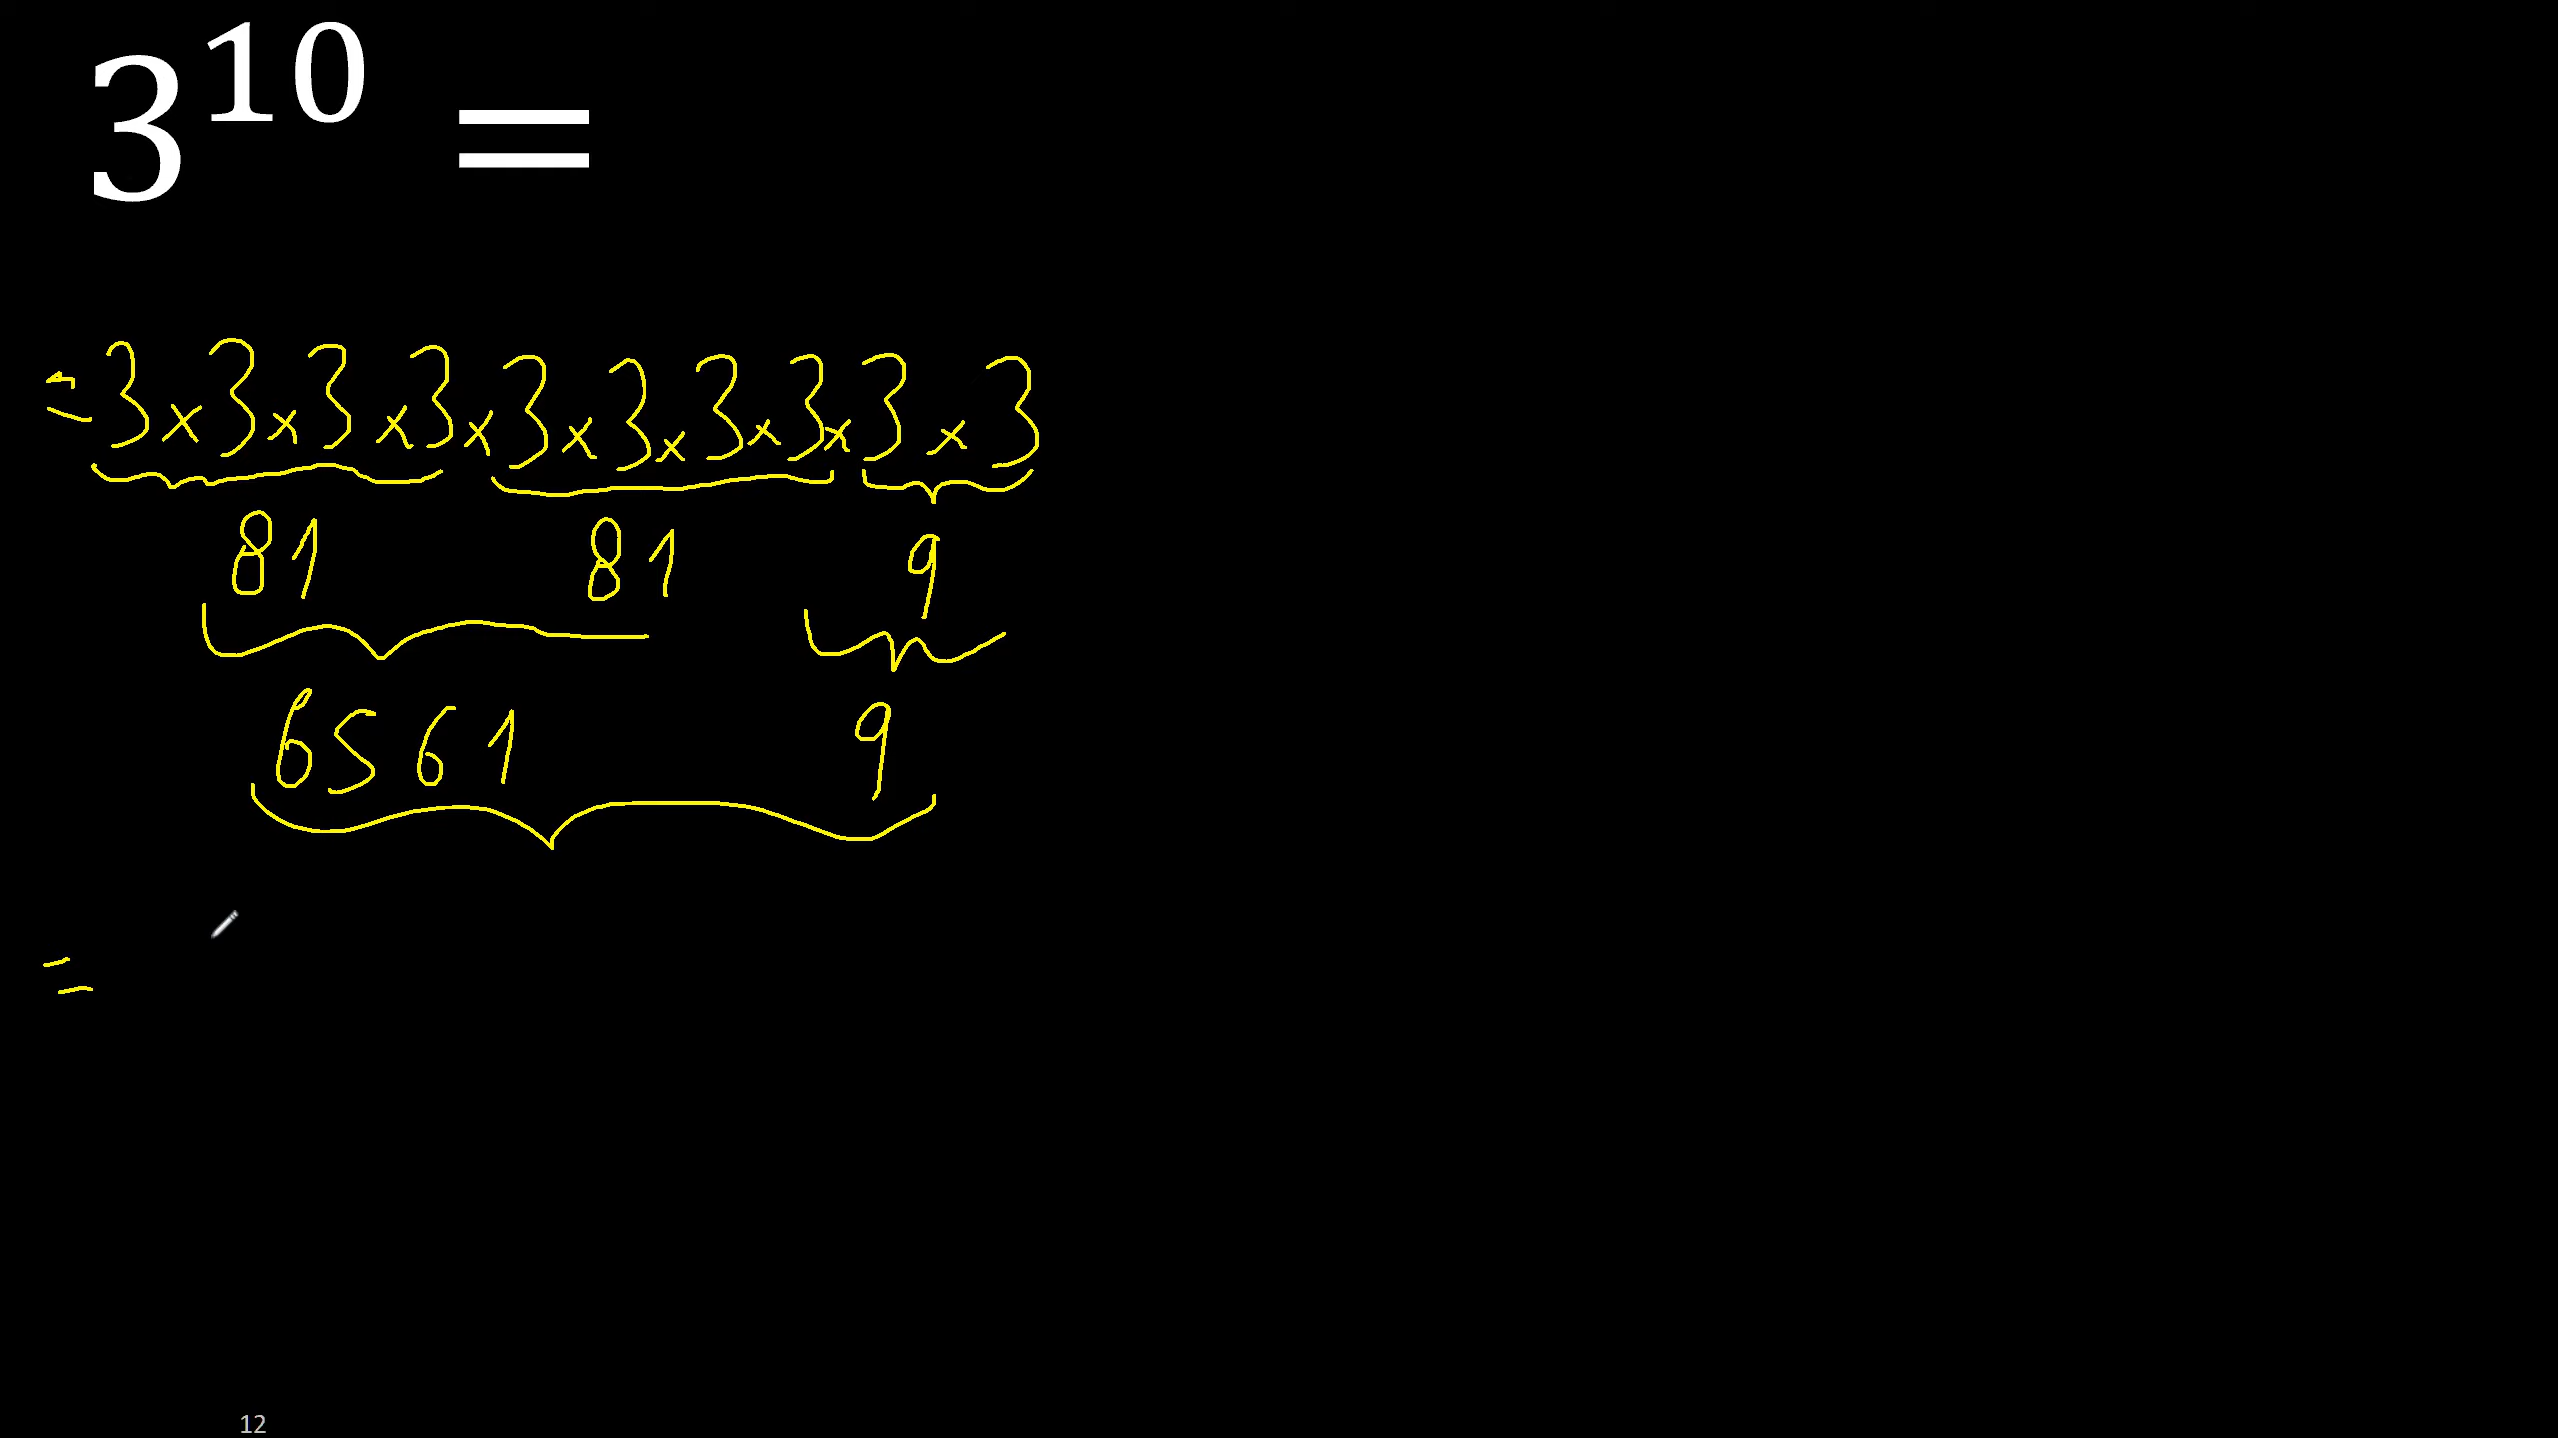 3¹⁰ =
= 3 x 3 x 3 x 3 x 3 x 3 x 3 x 3 x 3 x 3
81 81 9
6561 9
=
12